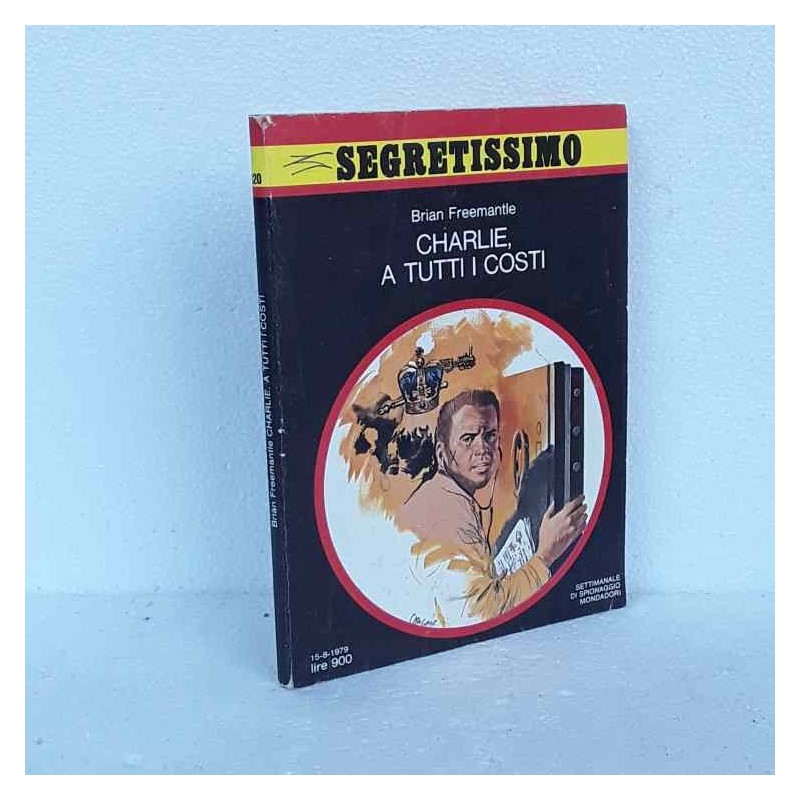 SEGRETISSIMO
Brian Freemantle
CHARLIE,
A TUTTI I COSTI
SETTIMANALE
DI SPIONAGGIO
MONDADORI
15-8-1979
lire 900
20
Brian Freemantle CHARLIE, A TUTTI I COSTI